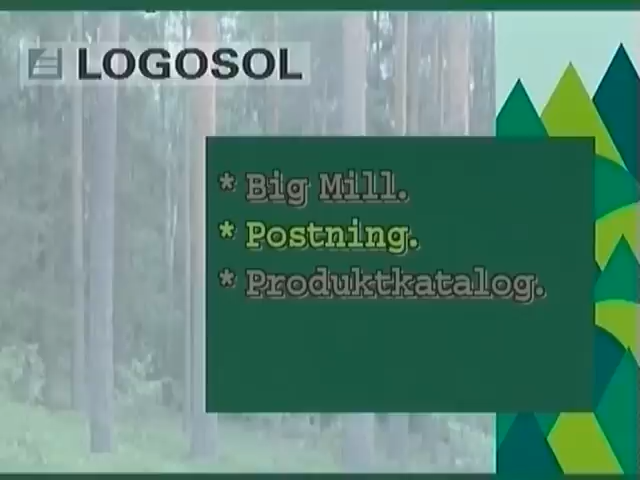 LOGOSOL
* Big Mill.
* Postning.
* Produktkatalog.